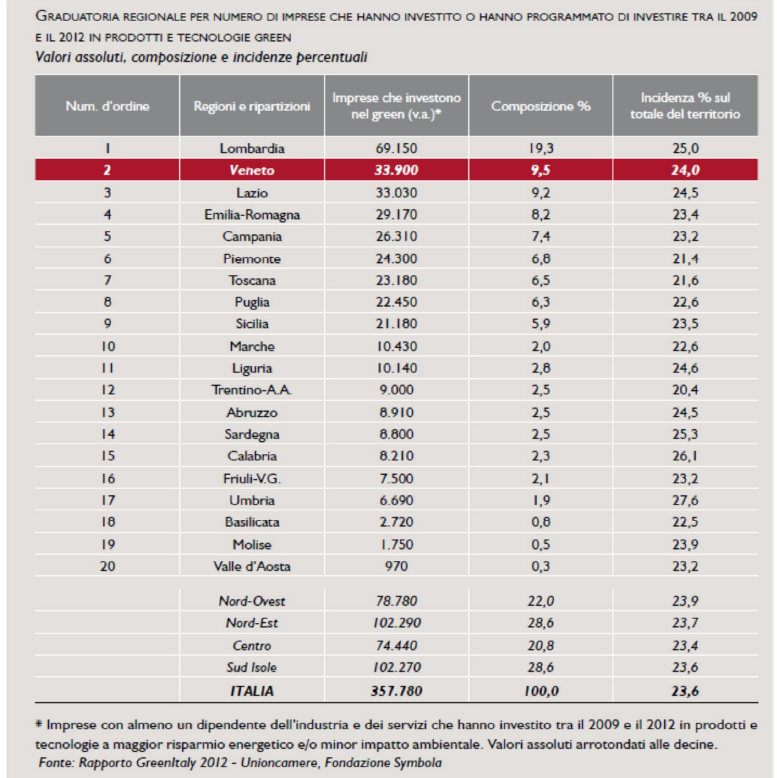 GRADUATORIA REGIONALE PER NUMERO DI IMPRESE CHE HANNO INVESTITO O HANNO PROGRAMMATO DI INVESTIRE TRA IL 2009
E IL 2012 IN PRODOTTI E TECNOLOGIE GREEN
Valori assoluti, composizione e incidenze percentuali
Num. d'ordine Regioni e ripartizioni Imprese che investono nel green (v.a.)* Composizione % Incidenza % sul totale del territorio
1 Lombardia 69.150 19,3 25,0
2 Veneto 33.900 9,5 24,0
3 Lazio 33.030 9,2 24,5
4 Emilia-Romagna 29.170 8,2 23,4
5 Campania 26.310 7,4 23,2
6 Piemonte 24.300 6,8 21,4
7 Toscana 23.180 6,5 21,6
8 Puglia 22.450 6,3 22,6
9 Sicilia 21.180 5,9 23,5
10 Marche 10.430 2,0 22,6
11 Liguria 10.140 2,8 24,6
12 Trentino-A.A. 9.000 2,5 20,4
13 Abruzzo 8.910 2,5 24,5
14 Sardegna 8.800 2,5 25,3
15 Calabria 8.210 2,3 26,1
16 Friuli-V.G. 7.500 2,1 23,2
17 Umbria 6.690 1,9 27,6
18 Basilicata 2.720 0,8 22,5
19 Molise 1.750 0,5 23,9
20 Valle d'Aosta 970 0,3 23,2
Nord-Ovest 78.780 22,0 23,9
Nord-Est 102.290 28,6 23,7
Centro 74.440 20,8 23,4
Sud Isole 102.270 28,6 23,6
ITALIA 357.780 100,0 23,6
* Imprese con almeno un dipendente dell'industria e dei servizi che hanno investito tra il 2009 e il 2012 in prodotti e
tecnologie a maggior risparmio energetico e/o minor impatto ambientale. Valori assoluti arrotondati alle decine.
Fonte: Rapporto GreenItaly 2012 - Unioncamere, Fondazione Symbola